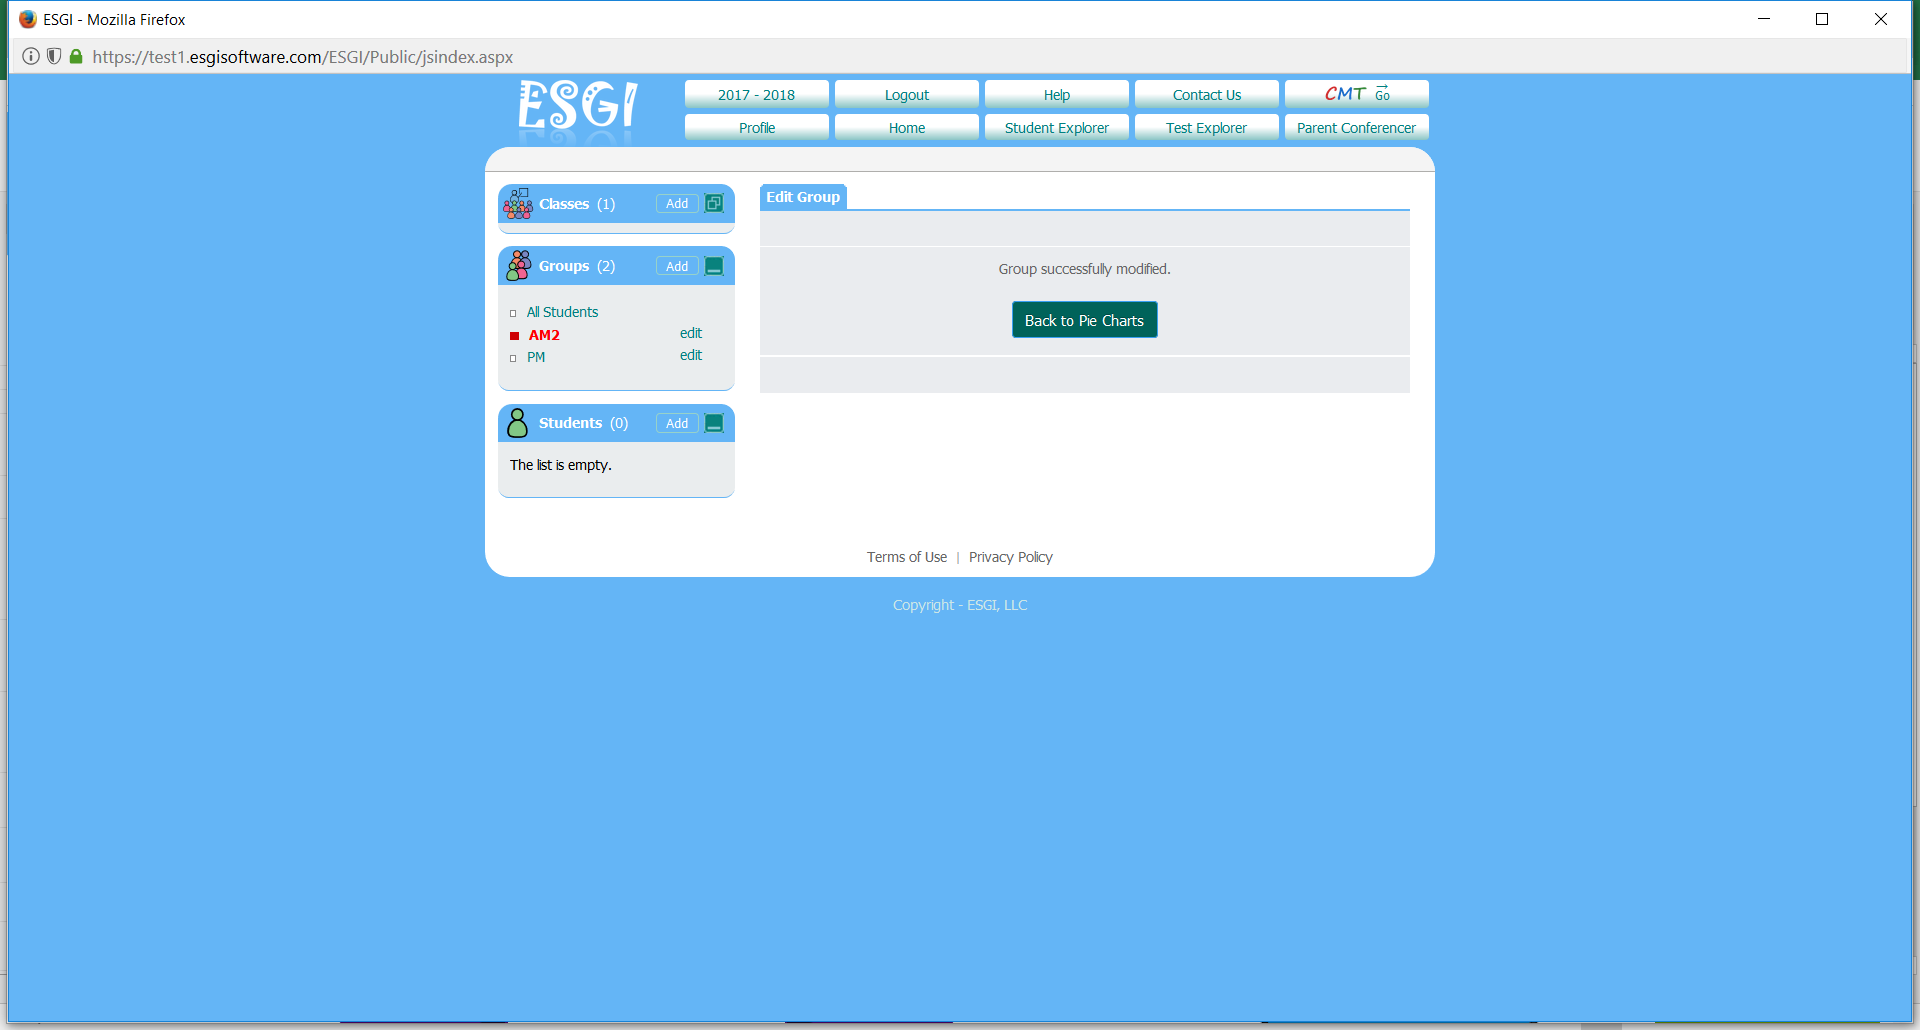 ESGI - Mozilla Firefox
https://test1.esgisoftware.com/ESGI/Public/jsindex.aspx
ESGI
2017 - 2018 Logout Help Contact Us CMT Go
Profile Home Student Explorer Test Explorer Parent Conferencer
Classes (1) Add
Groups (2) Add
All Students
AM2 edit
PM edit
Students (0) Add
The list is empty.
Edit Group
Group successfully modified.
Back to Pie Charts
Terms of Use | Privacy Policy
Copyright - ESGI, LLC